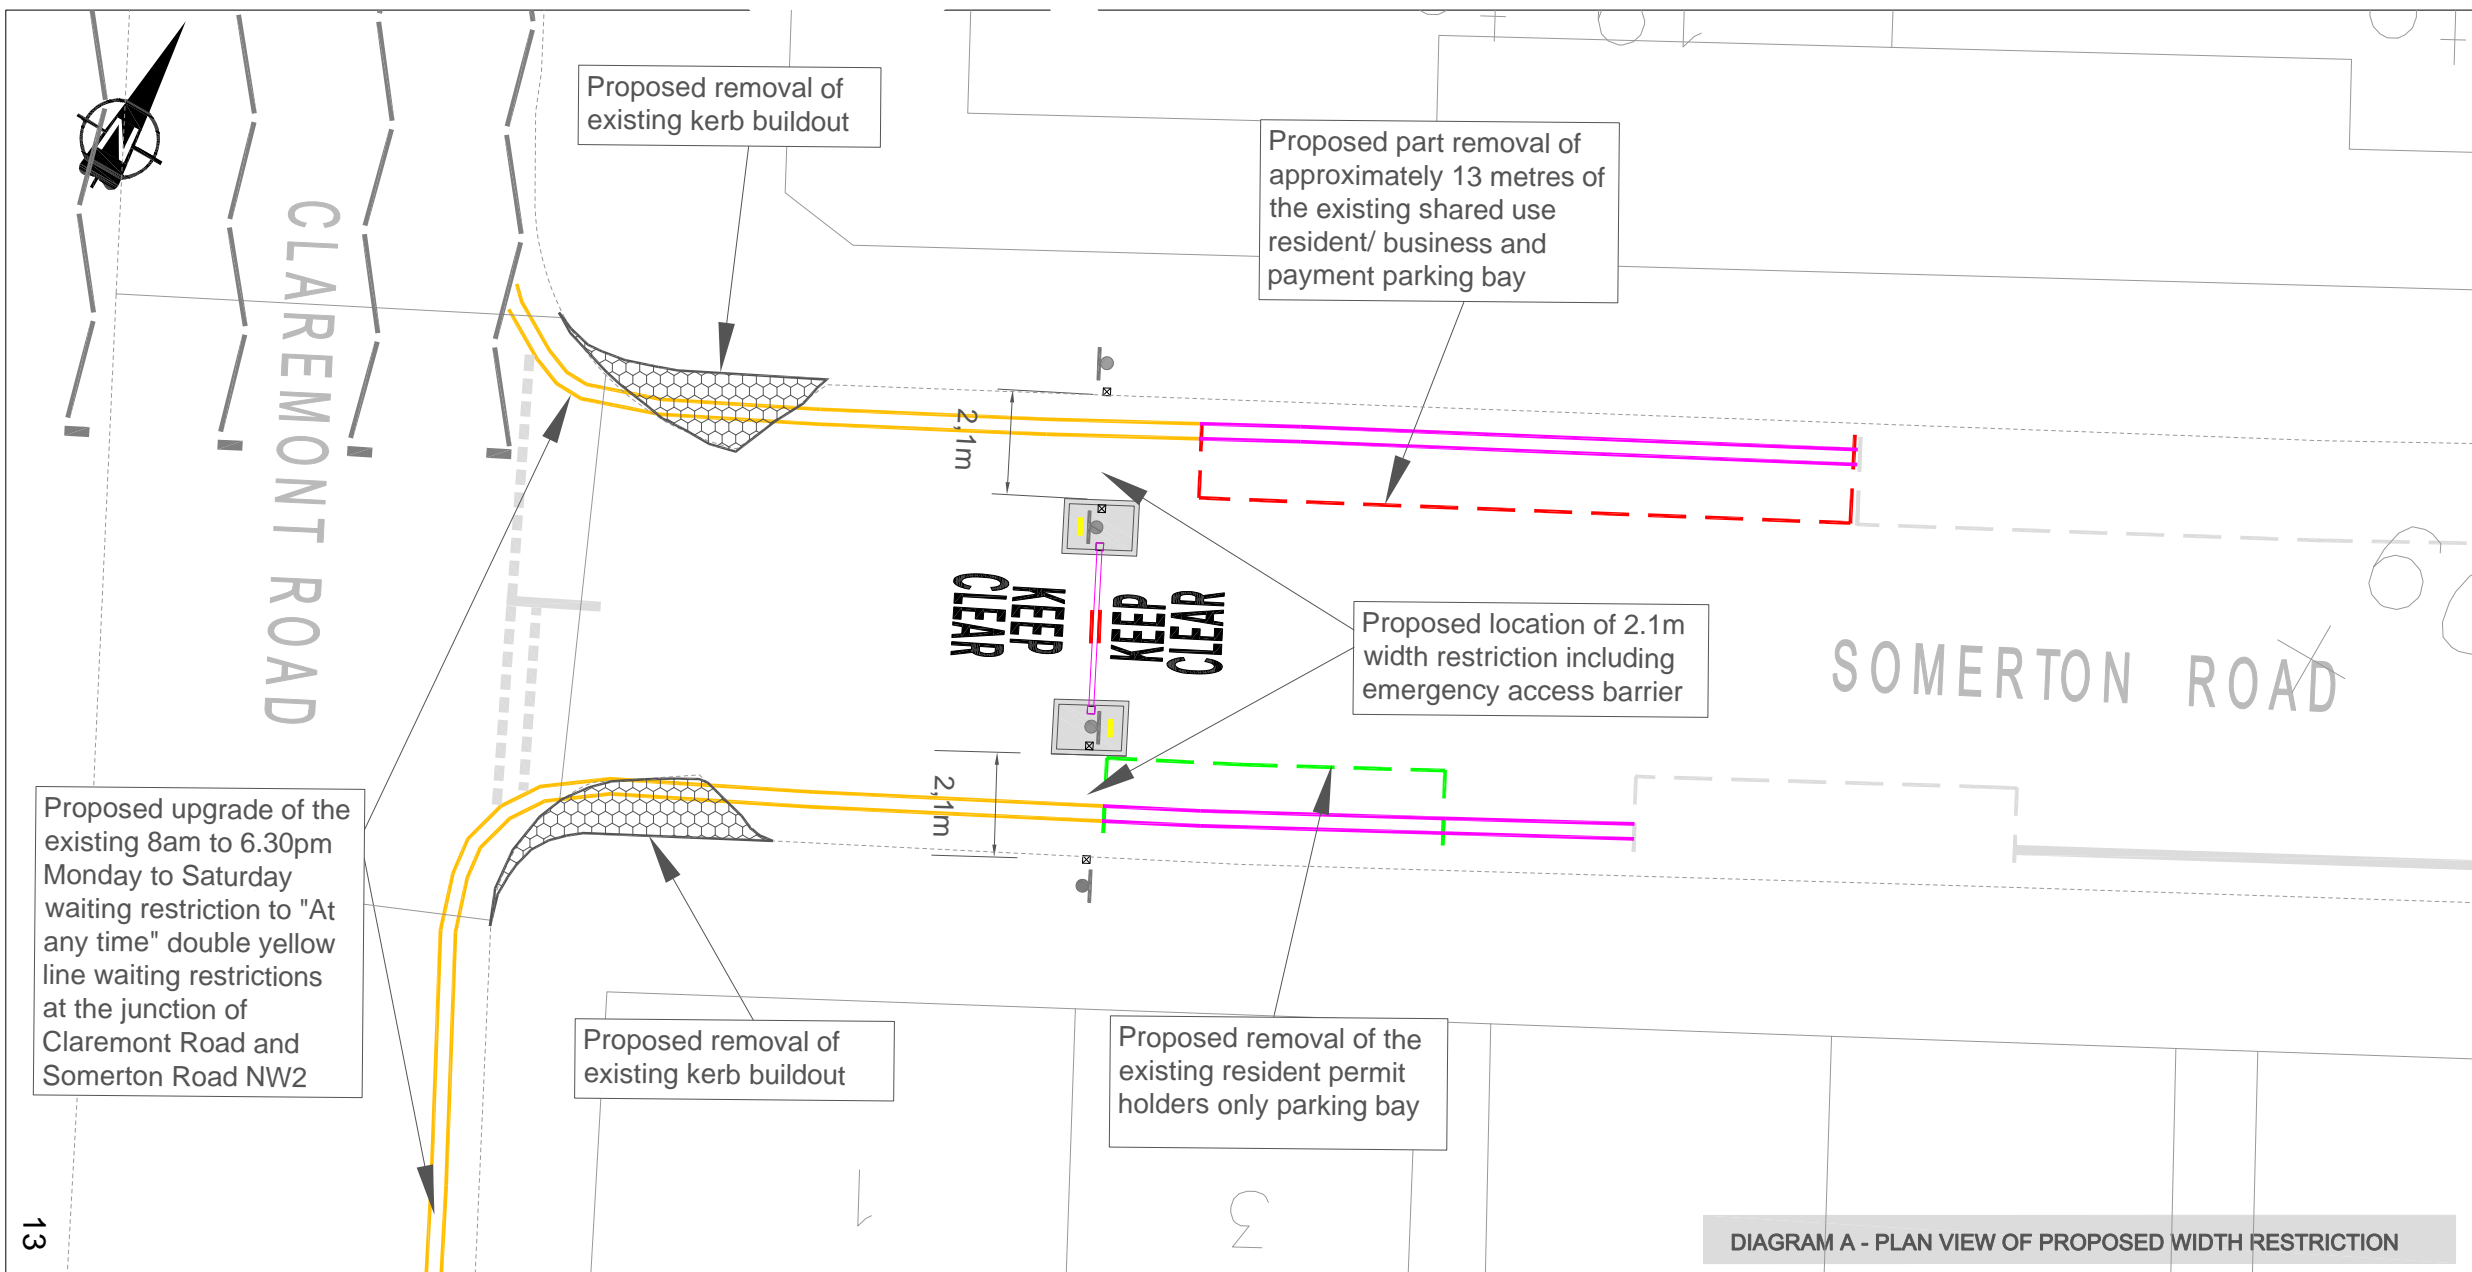 Proposed removal of
existing kerb buildout
Proposed part removal of
approximately 13 metres of
the existing shared use
resident/ business and
payment parking bay
N
CLAREMONT ROAD
2,1m
KEEP
CLEAR
KEEP
CLEAR
Proposed location of 2.1m
width restriction including
emergency access barrier
SOMERTON ROAD
2,1m
Proposed upgrade of the
existing 8am to 6.30pm
Monday to Saturday
waiting restriction to "At
any time" double yellow
line waiting restrictions
at the junction of
Claremont Road and
Somerton Road NW2
Proposed removal of
existing kerb buildout
Proposed removal of the
existing resident permit
holders only parking bay
1
3
13
DIAGRAM A - PLAN VIEW OF PROPOSED WIDTH RESTRICTION